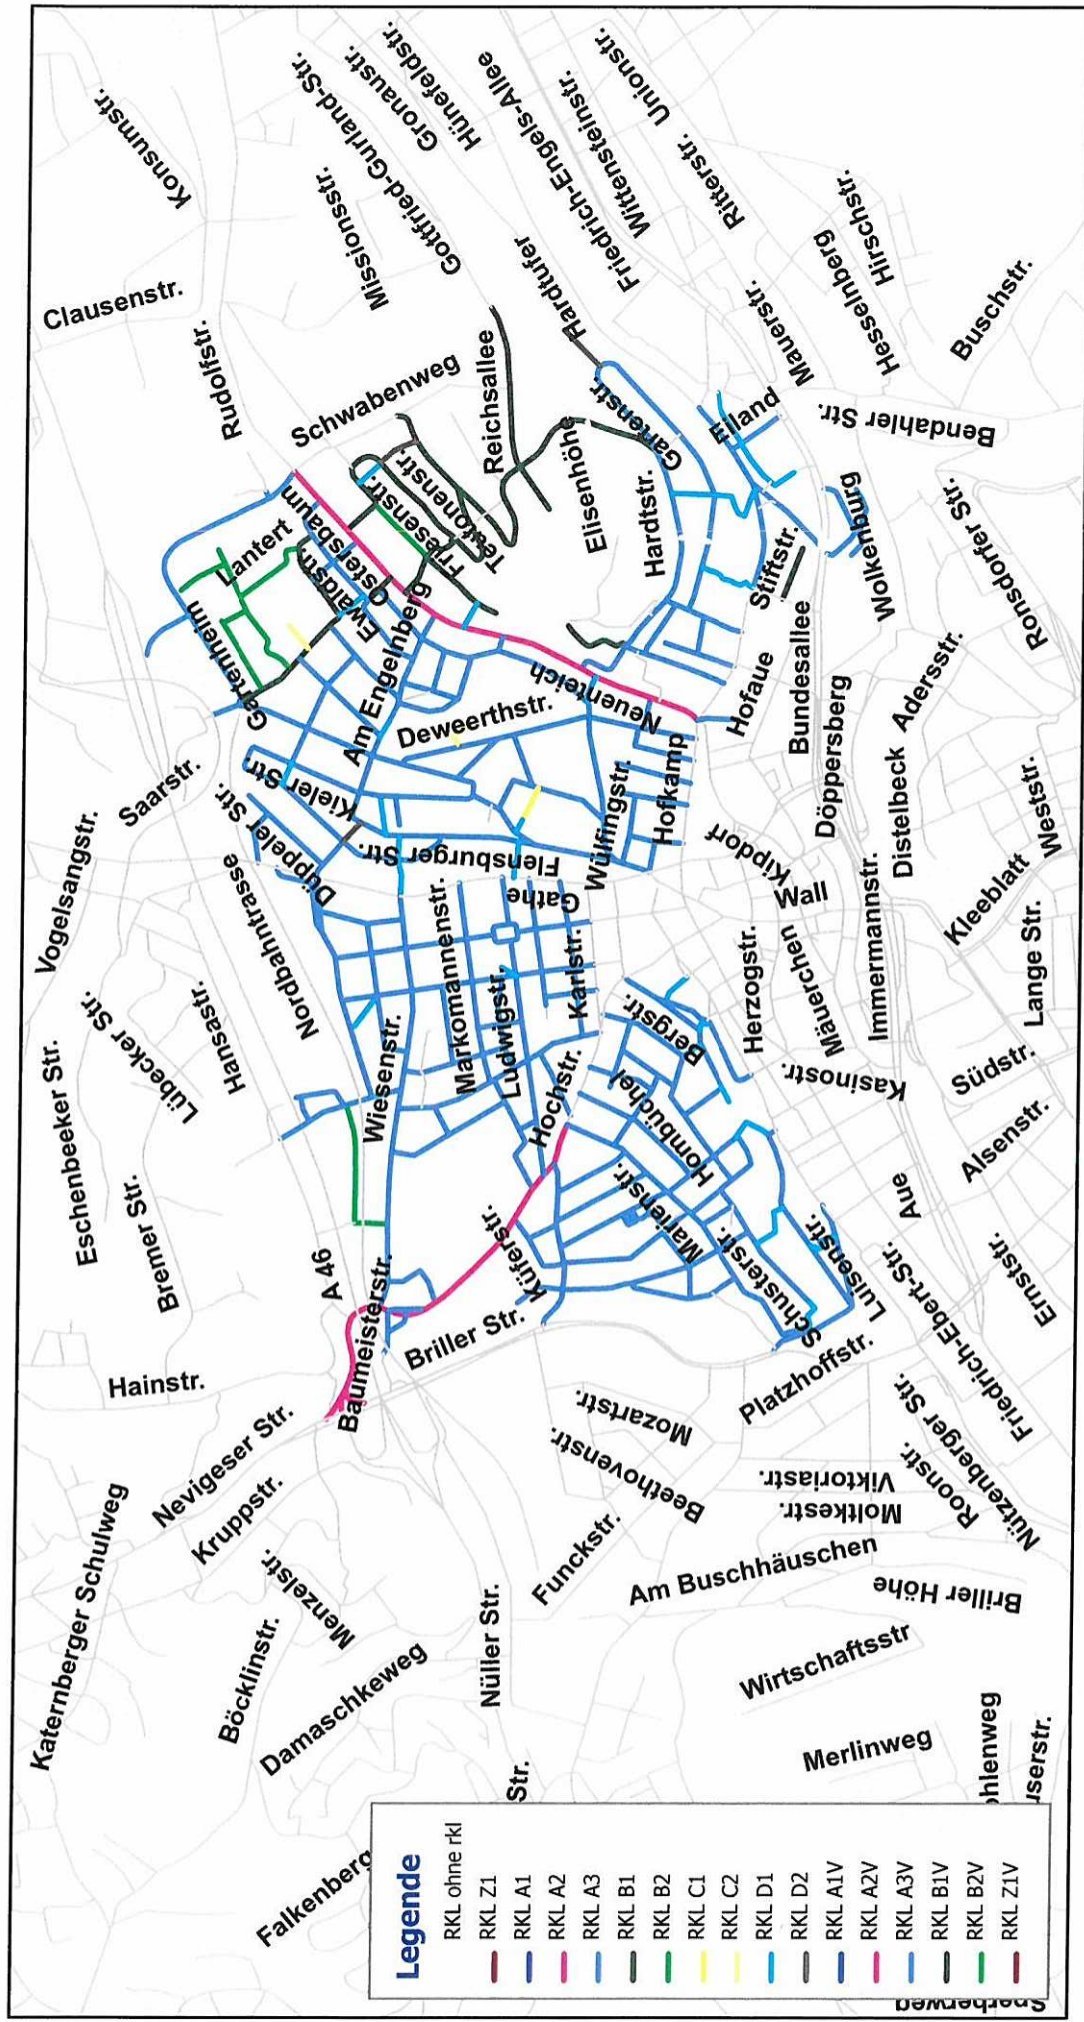 Konsumstr.
Clausenstr.
Rudolfstr.
Missionsstr.
Gottfried-Gurland-Str.
Gronaustr.
Hünefeldstr.
Friedrich-Engels-Allee
Wittensteinstr.
Unionstr.
Ritterstr.
Hardtufer
Schwabenweg
Reichsallee
Mauerstr.
Hesselnberg
Hirschstr.
Buschstr.
Bendahler Str.
Eiland
Gartenstr.
Elisenhöhe
Hardtstr.
Teutonenstr.
Friesenstr.
Ostersbaum
Ewaldstr.
Lantert
Gartenheim
Am Engelnberg
Neuenteich
Deweerthstr.
Stiftstr.
Wolkenburg
Ronsdorfer Str.
Bundesallee
Hofaue
Döppersberg
Adersstr.
Distelbeck
Weststr.
Kleeblatt
Saarstr.
Vogelsangstr.
Kieler Str.
Düppeler Str.
Flensburger Str.
Wülfingstr.
Hofkamp
Kipdorf
Wall
Gathe
Nordbahntrasse
Markomannenstr.
Ludwigstr.
Karlstr.
Herzogstr.
Mäuerchen
Immermannstr.
Lange Str.
Südstr.
Kasinostr.
Bergstr.
Hombüchel
Hochstr.
Wiesenstr.
Hansastr.
Lübecker Str.
Eschenbeeker Str.
Bremer Str.
A 46
Hainstr.
Baumeisterstr.
Briller Str.
Küferstr.
Marienstr.
Schusterstr.
Luisenstr.
Aue
Alsenstr.
Ernststr.
Friedrich-Ebert-Str.
Platzhoffstr.
Nützenberger Str.
Roonstr.
Viktoriastr.
Moltkestr.
Mozartstr.
Beethovenstr.
Nevigeser Str.
Kruppstr.
Katernberger Schulweg
Menzelstr.
Böcklinstr.
Damaschkeweg
Nüller Str.
Funckstr.
Am Buschhäuschen
Briller Höhe
Wirtschaftsstr
Merlinweg
ohlenweg
userstr.
Str.
Falkenberg
Sperberweg
Legende
RKL ohne rkl
RKL Z1
RKL A1
RKL A2
RKL A3
RKL B1
RKL B2
RKL C1
RKL C2
RKL D1
RKL D2
RKL A1V
RKL A2V
RKL A3V
RKL B1V
RKL B2V
RKL Z1V